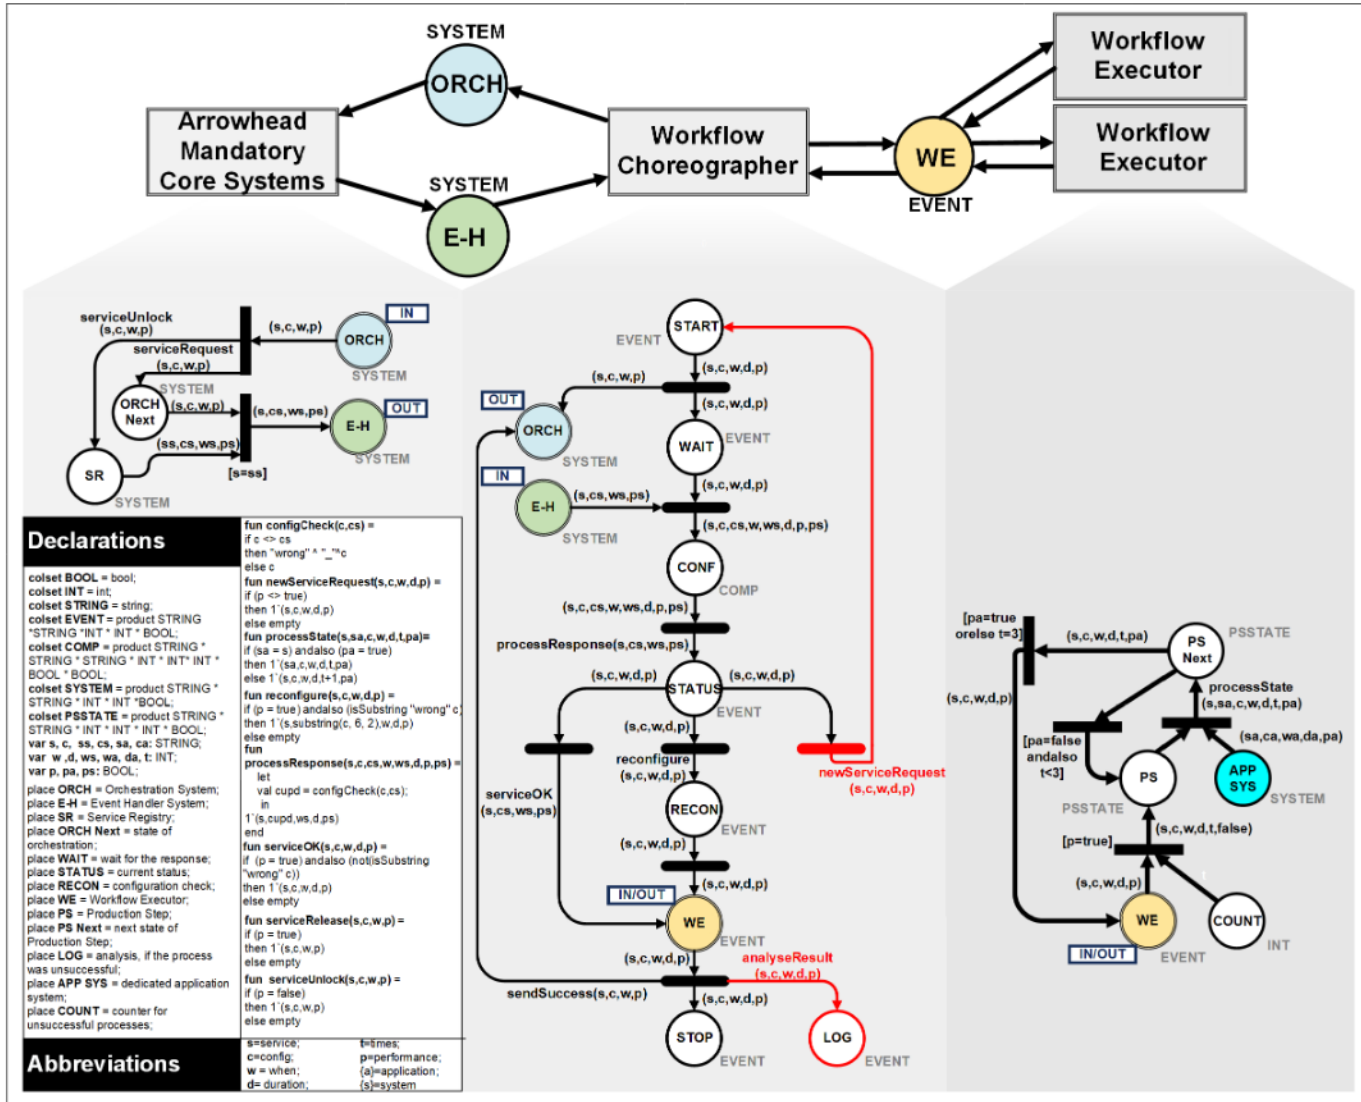 SYSTEM
ORCH
Arrowhead
Mandatory
Core Systems
SYSTEM
E-H
Workflow
Choreographer
WE
EVENT
Workflow
Executor
Workflow
Executor
serviceUnlock
(s,c,w,p)
serviceRequest
(s,c,w,p)
(s,c,w,p)
IN
ORCH
SYSTEM
SYSTEM
ORCH
Next
(s,c,w,p)
(s,cs,ws,ps)
OUT
E-H
SYSTEM
(ss,cs,ws,ps)
[s=ss]
SR
SYSTEM
START
EVENT
(s,c,w,d,p)
(s,c,w,p)
(s,c,w,d,p)
OUT
ORCH
SYSTEM
WAIT
EVENT
IN
E-H
SYSTEM
(s,cs,ws,ps)
(s,c,w,d,p)
(s,c,cs,w,ws,d,p,ps)
CONF
COMP
(s,c,cs,w,ws,d,p,ps)
processResponse(s,cs,ws,ps)
(s,c,w,d,p)
(s,c,w,d,p)
STATUS
EVENT
(s,c,w,d,p)
reconfigure
(s,c,w,d,p)
newServiceRequest
(s,c,w,d,p)
serviceOK
(s,cs,ws,ps)
RECON
EVENT
(s,c,w,d,p)
(s,c,w,d,p)
IN/OUT
WE
EVENT
(s,c,w,d,p)
analyseResult
(s,c,w,d,p)
sendSuccess(s,c,w,p)
(s,c,w,d,p)
STOP
EVENT
LOG
EVENT
[pa=true
orelse t=3]
(s,c,w,d,t,pa)
PS
Next
PSSTATE
(s,c,w,d,p)
processState
(s,sa,c,w,d,t,pa)
[pa=false
andalso
t<3]
(sa,ca,wa,da,pa)
PS
PSSTATE
APP
SYS
SYSTEM
[p=true]
(s,c,w,d,t,false)
t
(s,c,w,d,p)
WE
IN/OUT
EVENT
COUNT
INT
Declarations
colset BOOL = bool;
colset INT = int;
colset STRING = string;
colset EVENT = product STRING
*STRING *INT * INT * BOOL;
colset COMP = product STRING *
STRING * STRING * INT * INT* INT *
BOOL * BOOL;
colset SYSTEM = product STRING *
STRING * INT * INT *BOOL;
colset PSSTATE = product STRING *
STRING * INT * INT * INT * BOOL;
var s, c, ss, cs, sa, ca: STRING;
var w ,d, ws, wa, da, t: INT;
var p, pa, ps: BOOL;
place ORCH = Orchestration System;
place E-H = Event Handler System;
place SR = Service Registry;
place ORCH Next = state of
orchestration;
place WAIT = wait for the response;
place STATUS = current status;
place RECON = configuration check;
place WE = Workflow Executor;
place PS = Production Step;
place PS Next = next state of
Production Step;
place LOG = analysis, if the process
was unsuccessful;
place APP SYS = dedicated application
system;
place COUNT = counter for
unsuccessful processes;
fun configCheck(c,cs) =
if c <> cs
then "wrong" ^ "_"^c
else c
fun newServiceRequest(s,c,w,d,p) =
if (p <> true)
then 1`(s,c,w,d,p)
else empty
fun processState(s,sa,c,w,d,t,pa)=
if (sa = s) andalso (pa = true)
then 1`(sa,c,w,d,t,pa)
else 1`(s,c,w,d,t+1,pa)
fun reconfigure(s,c,w,d,p) =
if (p = true) andalso (isSubstring "wrong" c)
then 1`(s,substring(c, 6, 2),w,d,p)
else empty
fun
processResponse(s,c,cs,w,ws,d,p,ps) =
let
val cupd = configCheck(c,cs);
in
1`(s,cupd,ws,d,ps)
end
fun serviceOK(s,c,w,d,p) =
if (p = true) andalso (not(isSubstring
"wrong" c))
then 1`(s,c,w,d,p)
else empty
fun serviceRelease(s,c,w,p) =
if (p = true)
then 1`(s,c,w,p)
else empty
fun serviceUnlock(s,c,w,p) =
if (p = false)
then 1`(s,c,w,p)
else empty
Abbreviations
s=service;
c=config;
w = when;
d= duration;
t=times;
p=performance;
{a}=application;
{s}=system